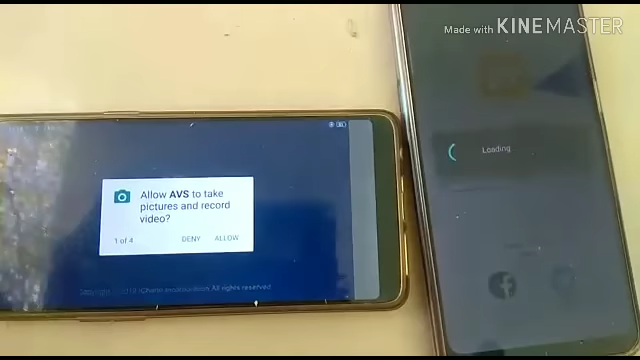 Made with KINEMASTER
Loading
Allow AVS to take
pictures and record
video?
1 of 4
DENY
ALLOW
All rights reserved